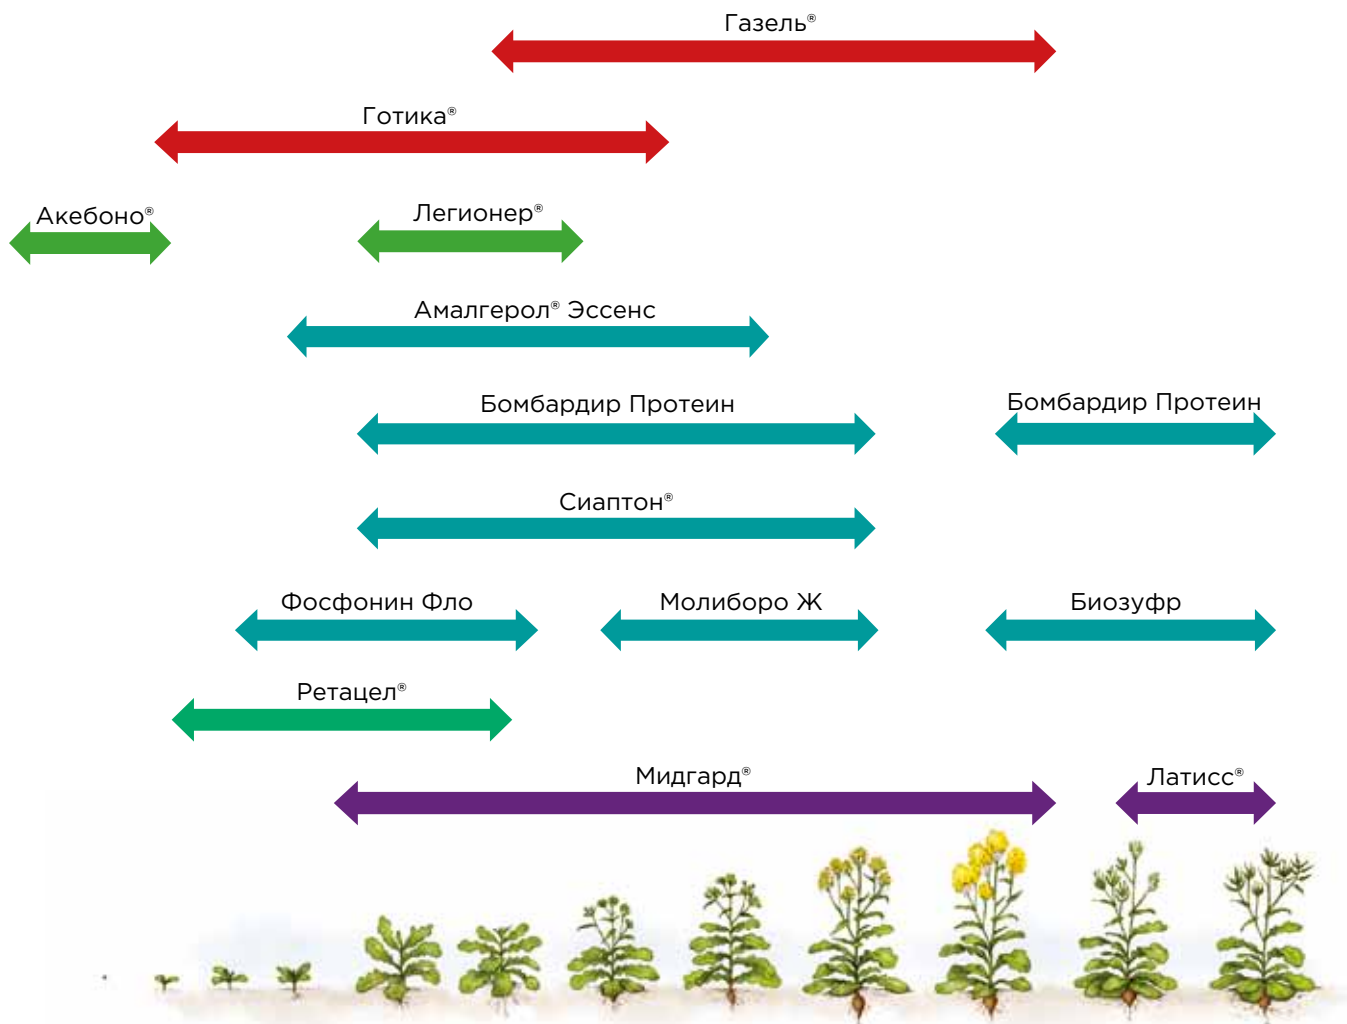 Газель®
Готика®
Акебоно®
Легионер®
Амалгерол® Эссенс
Бомбардир Протеин
Бомбардир Протеин
Сиаптон®
Фосфонин Фло
Молиборо Ж
Биозуфр
Ретацел®
Мидгард®
Латисс®